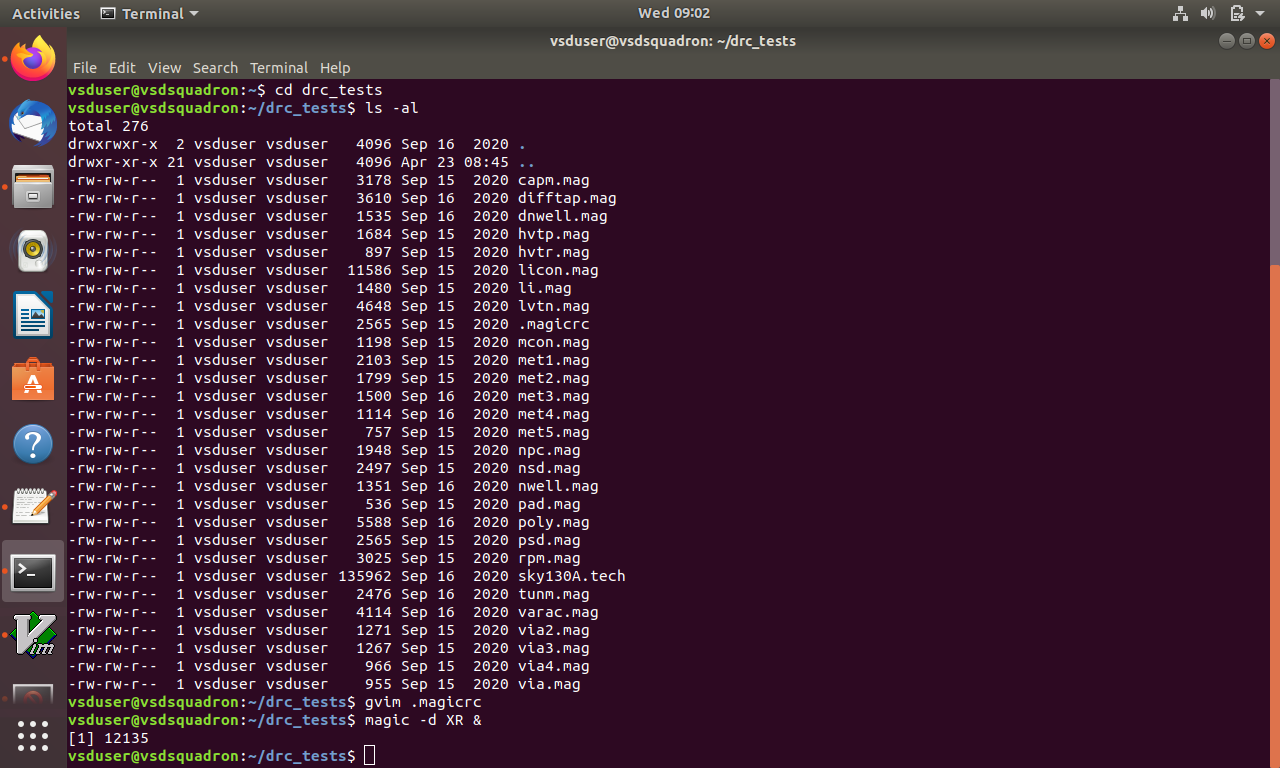 Activities Terminal Wed 09:02
vsduser@vsdsquadron: ~/drc_tests
File Edit View Search Terminal Help
vsduser@vsdsquadron:~$ cd drc_tests
vsduser@vsdsquadron:~/drc_tests$ ls -al
total 276
drwxrwxr-x  2 vsduser vsduser   4096 Sep 16  2020 .
drwxr-xr-x 21 vsduser vsduser   4096 Apr 23 08:45 ..
-rw-rw-r--  1 vsduser vsduser   3178 Sep 15  2020 capm.mag
-rw-rw-r--  1 vsduser vsduser   3610 Sep 16  2020 difftap.mag
-rw-rw-r--  1 vsduser vsduser   1535 Sep 16  2020 dnwell.mag
-rw-rw-r--  1 vsduser vsduser   1684 Sep 15  2020 hvtp.mag
-rw-rw-r--  1 vsduser vsduser    897 Sep 15  2020 hvtr.mag
-rw-rw-r--  1 vsduser vsduser  11586 Sep 15  2020 licon.mag
-rw-rw-r--  1 vsduser vsduser   1480 Sep 15  2020 li.mag
-rw-rw-r--  1 vsduser vsduser   4648 Sep 15  2020 lvtn.mag
-rw-rw-r--  1 vsduser vsduser   2565 Sep 15  2020 .magicrc
-rw-rw-r--  1 vsduser vsduser   1198 Sep 15  2020 mcon.mag
-rw-rw-r--  1 vsduser vsduser   2103 Sep 15  2020 met1.mag
-rw-rw-r--  1 vsduser vsduser   1799 Sep 15  2020 met2.mag
-rw-rw-r--  1 vsduser vsduser   1500 Sep 16  2020 met3.mag
-rw-rw-r--  1 vsduser vsduser   1114 Sep 16  2020 met4.mag
-rw-rw-r--  1 vsduser vsduser    757 Sep 15  2020 met5.mag
-rw-rw-r--  1 vsduser vsduser   1948 Sep 15  2020 npc.mag
-rw-rw-r--  1 vsduser vsduser   2497 Sep 15  2020 nsd.mag
-rw-rw-r--  1 vsduser vsduser   1351 Sep 16  2020 nwell.mag
-rw-rw-r--  1 vsduser vsduser    536 Sep 15  2020 pad.mag
-rw-rw-r--  1 vsduser vsduser   5588 Sep 16  2020 poly.mag
-rw-rw-r--  1 vsduser vsduser   2565 Sep 15  2020 psd.mag
-rw-rw-r--  1 vsduser vsduser   3025 Sep 15  2020 rpm.mag
-rw-rw-r--  1 vsduser vsduser 135962 Sep 16  2020 sky130A.tech
-rw-rw-r--  1 vsduser vsduser   2476 Sep 16  2020 tunm.mag
-rw-rw-r--  1 vsduser vsduser   4114 Sep 16  2020 varac.mag
-rw-rw-r--  1 vsduser vsduser   1271 Sep 15  2020 via2.mag
-rw-rw-r--  1 vsduser vsduser   1267 Sep 15  2020 via3.mag
-rw-rw-r--  1 vsduser vsduser    966 Sep 15  2020 via4.mag
-rw-rw-r--  1 vsduser vsduser    955 Sep 15  2020 via.mag
vsduser@vsdsquadron:~/drc_tests$ gvim .magicrc
vsduser@vsdsquadron:~/drc_tests$ magic -d XR &
[1] 12135
vsduser@vsdsquadron:~/drc_tests$